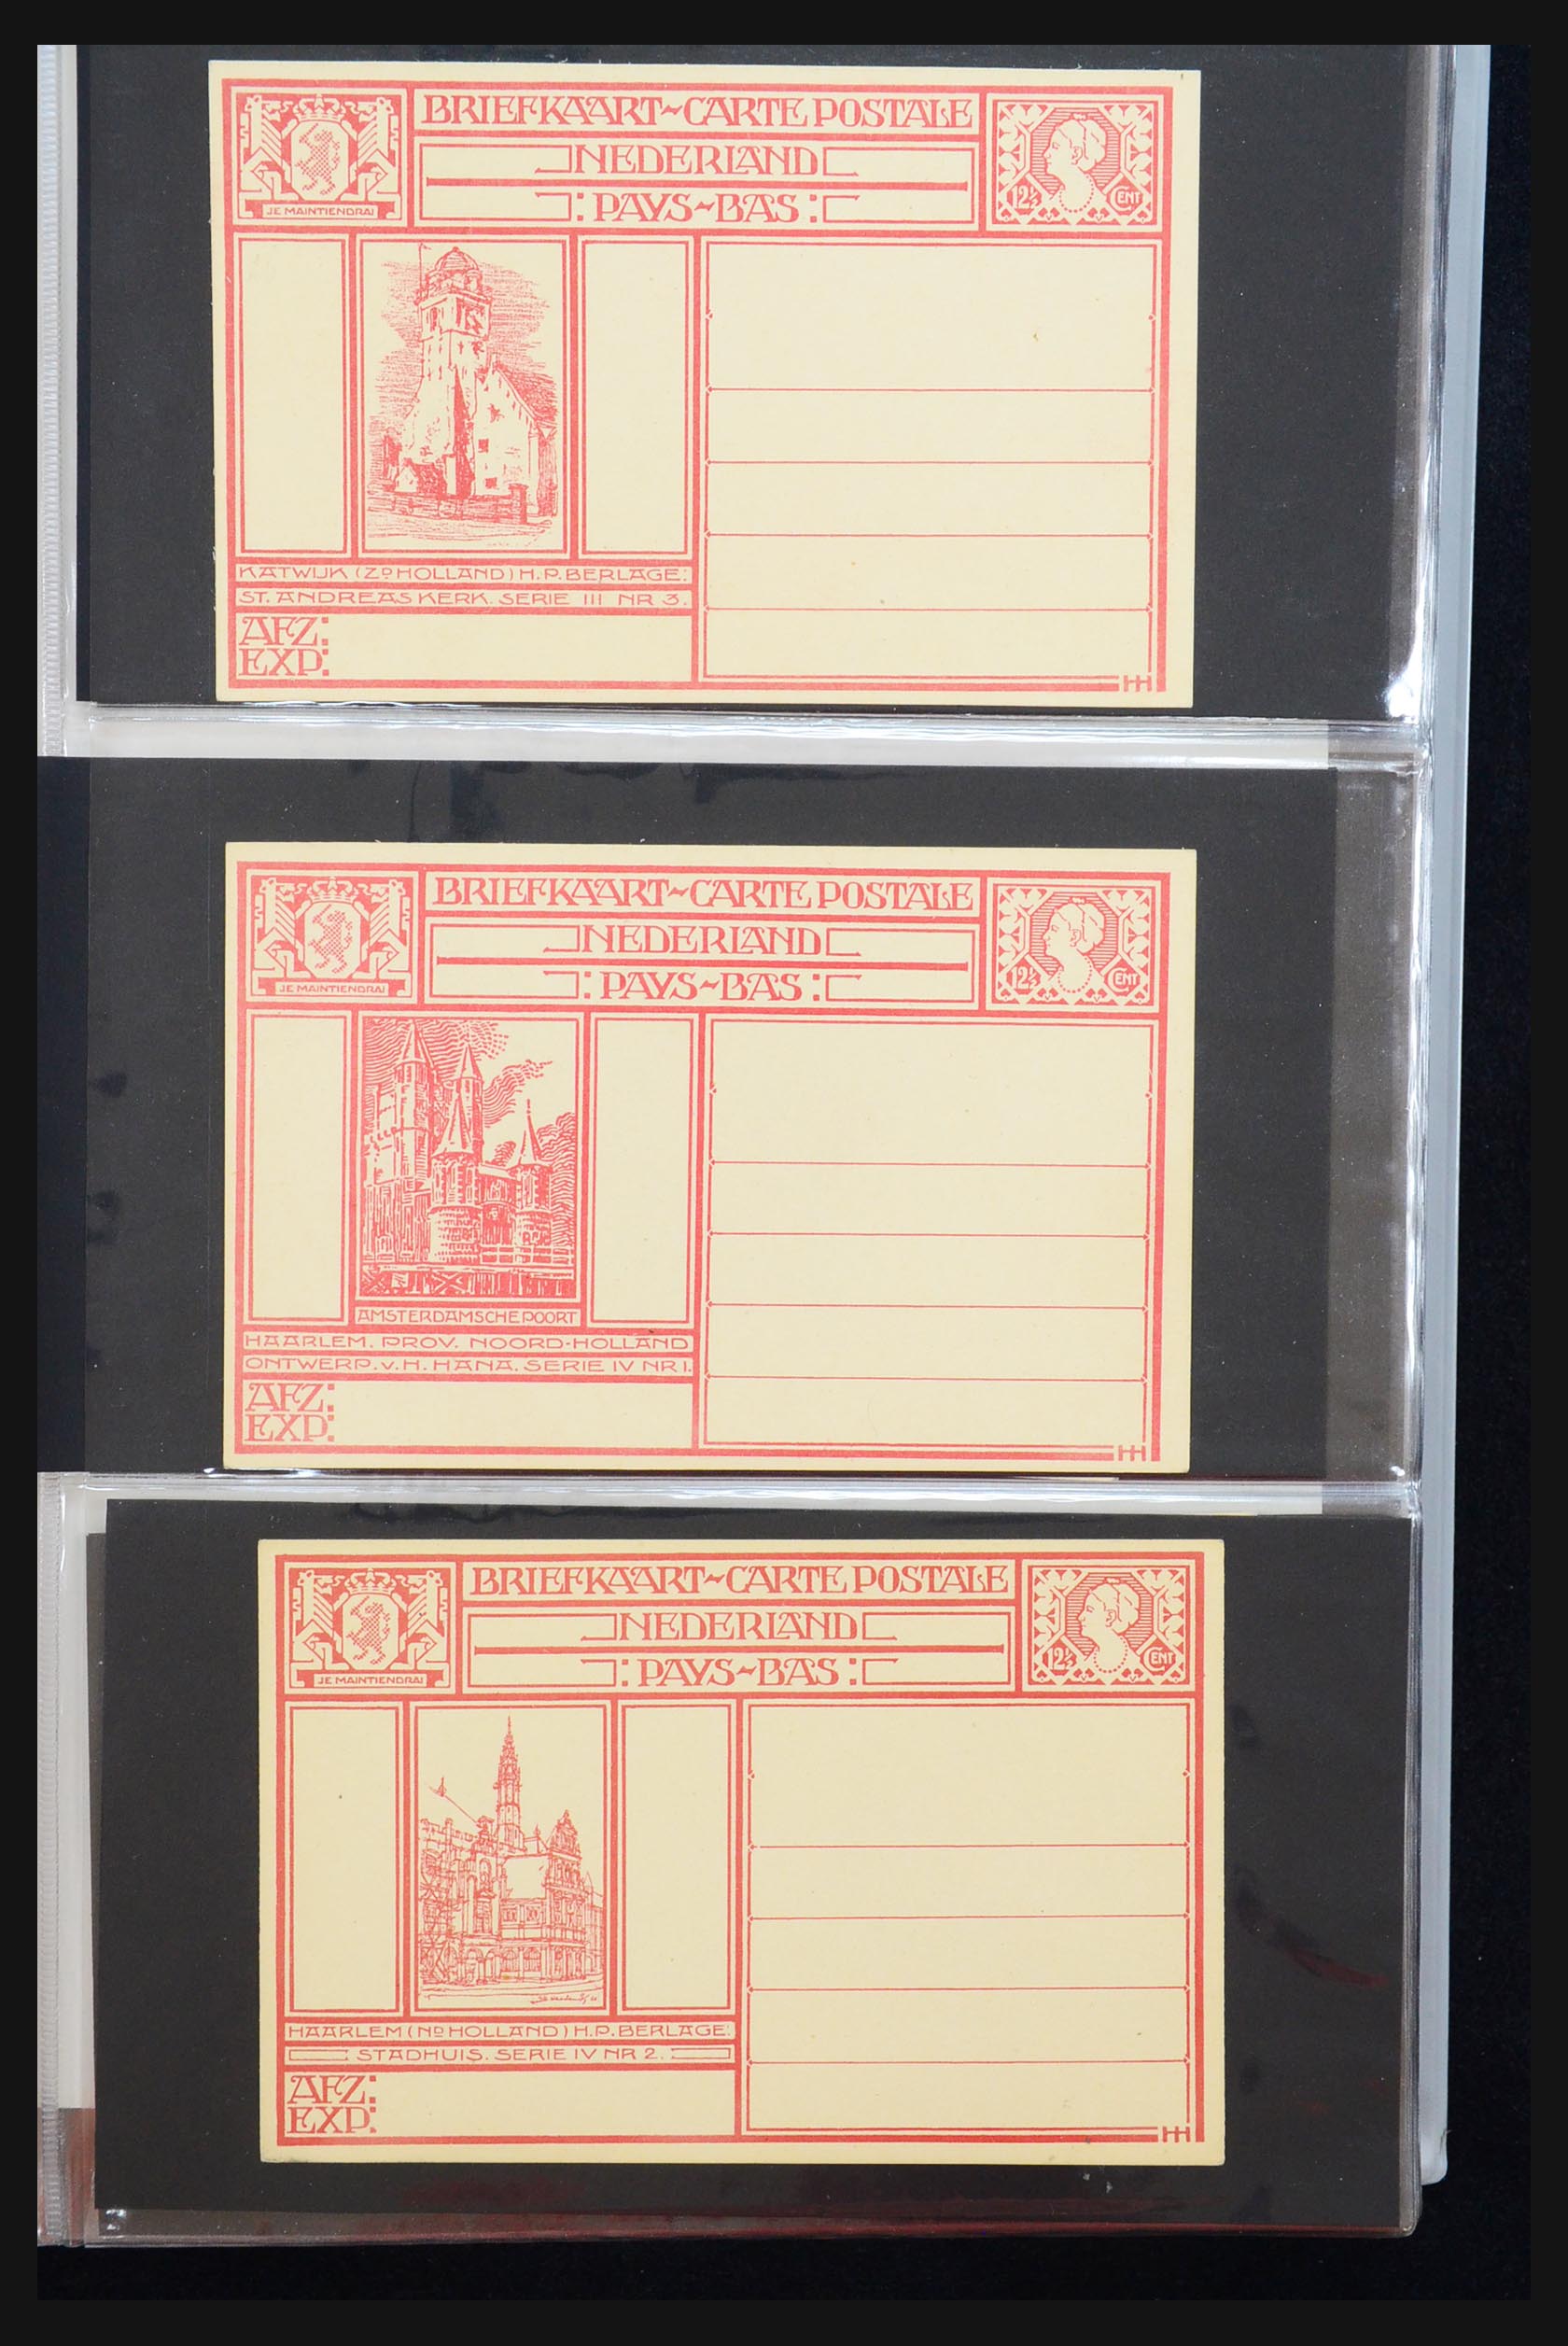 BRIEFKAART~CARTE POSTALE
NEDERLAND
:PAYS~BAS:
JE MAINTIENDRAI
12½ CENT
KATWIJK (ZD HOLLAND) H.P. BERLAGE.
ST. ANDREAS KERK. SERIE III NR 3.
AFZ:
EXP:
HH
BRIEFKAART~CARTE POSTALE
NEDERLAND
:PAYS~BAS:
JE MAINTIENDRAI
12½ CENT
AMSTERDAMSCHE POORT
HAARLEM. PROV. NOORD-HOLLAND
ONTWERP. v. H. HANA. SERIE IV NR 1.
AFZ:
EXP:
HH
BRIEFKAART~CARTE POSTALE
NEDERLAND
:PAYS~BAS:
JE MAINTIENDRAI
12½ CENT
HAARLEM (ND HOLLAND) H.P. BERLAGE.
STADHUIS. SERIE IV NR 2.
AFZ:
EXP:
HH